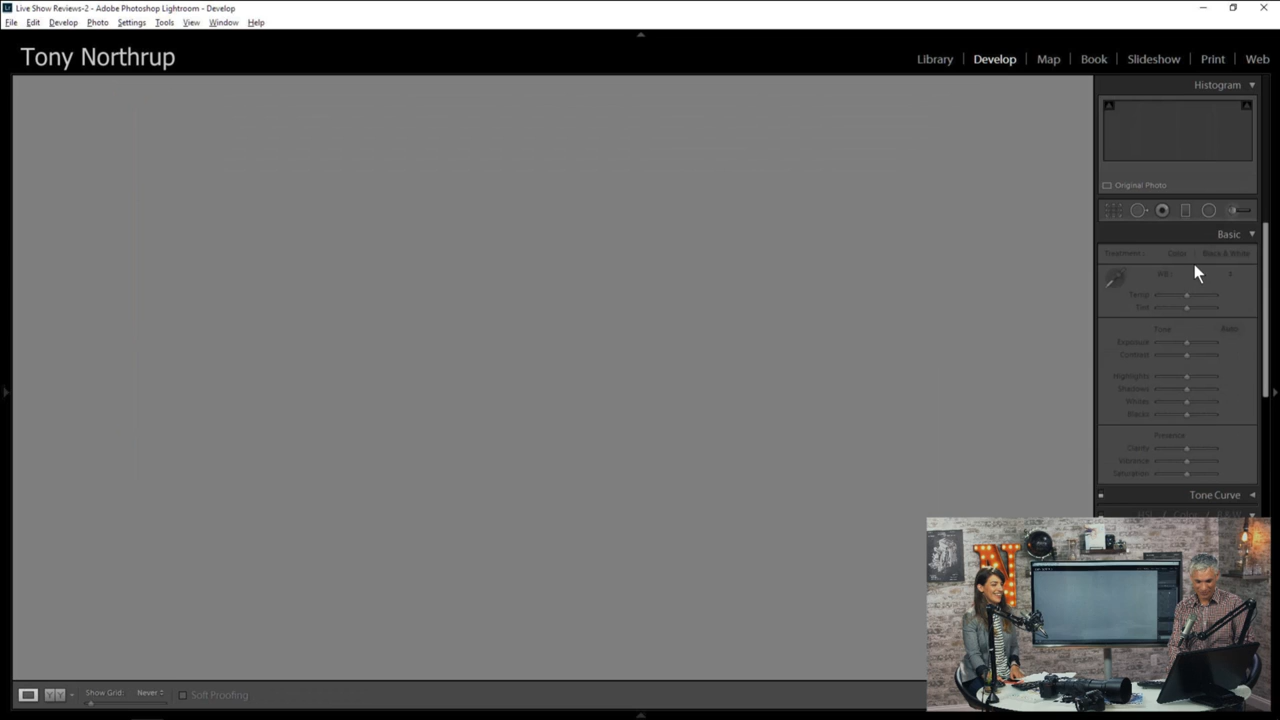 Live Show Reviews-2 - Adobe Photoshop Lightroom - Develop
File Edit Develop Photo Settings Tools View Window Help
Tony Northrup
Library | Develop | Map | Book | Slideshow | Print | Web
Histogram
Original Photo
Basic
Treatment : Color Black & White
WB :
Temp
Tint
Tone Auto
Exposure
Contrast
Highlights
Shadows
Whites
Blacks
Presence
Clarity
Vibrance
Saturation
Tone Curve
HSL / Color / B&W
N
Show Grid: Never
Soft Proofing